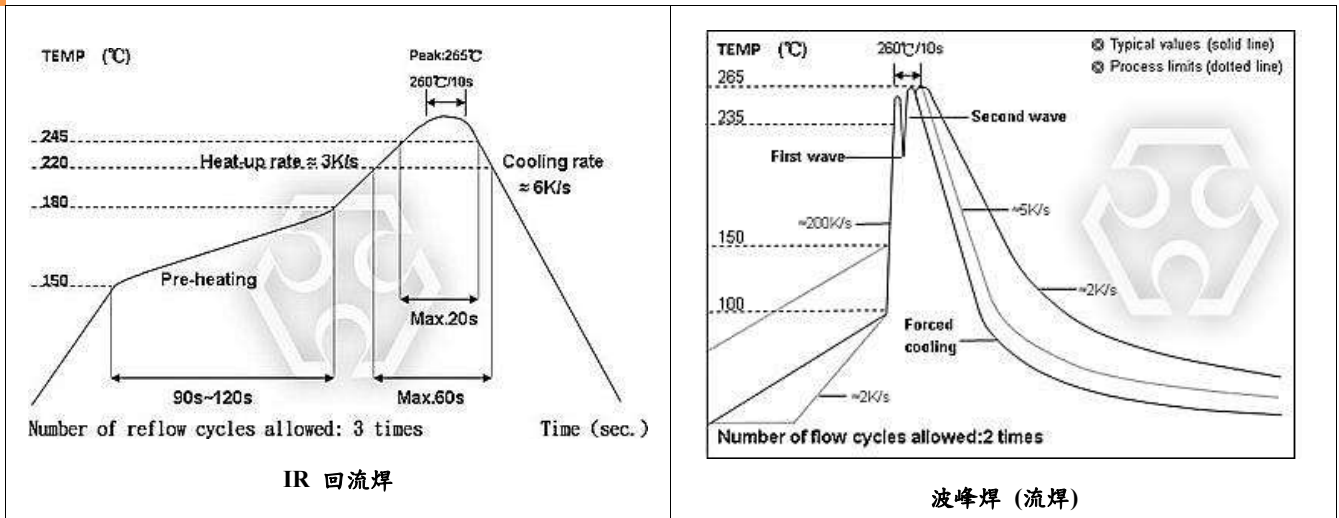 TEMP (℃)
Peak:265℃
260℃/10s
245
220
Heat-up rate ≈ 3K/s
Cooling rate
≈ 6K/s
180
150
Pre-heating
Max.20s
90s~120s
Max.60s
Number of reflow cycles allowed: 3 times
Time (sec.)
IR 回流焊
TEMP (℃)
260℃/10s
Typical values (solid line)
Process limits (dotted line)
265
235
Second wave
First wave
≈200K/s
≈5K/s
150
≈2K/s
100
Forced
cooling
≈2K/s
Number of flow cycles allowed:2 times
波峰焊 (流焊)